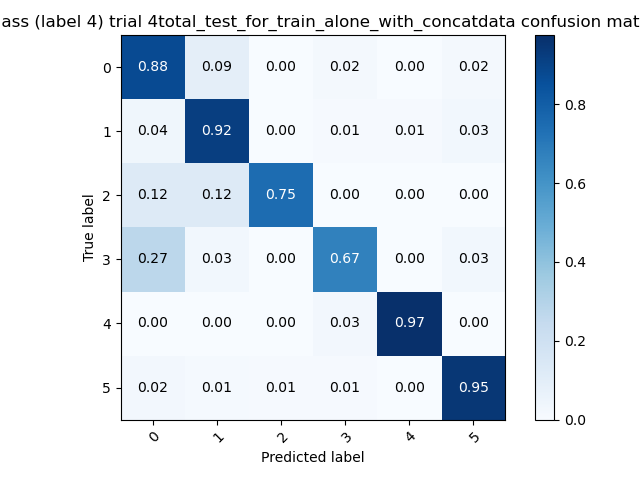 ass (label 4) trial 4total_test_for_train_alone_with_concatdata confusion mat
0 0.88 0.09 0.00 0.02 0.00 0.02
1 0.04 0.92 0.00 0.01 0.01 0.03
2 0.12 0.12 0.75 0.00 0.00 0.00
3 0.27 0.03 0.00 0.67 0.00 0.03
4 0.00 0.00 0.00 0.03 0.97 0.00
5 0.02 0.01 0.01 0.01 0.00 0.95
0 1 2 3 4 5
True label
Predicted label
0.8
0.6
0.4
0.2
0.0